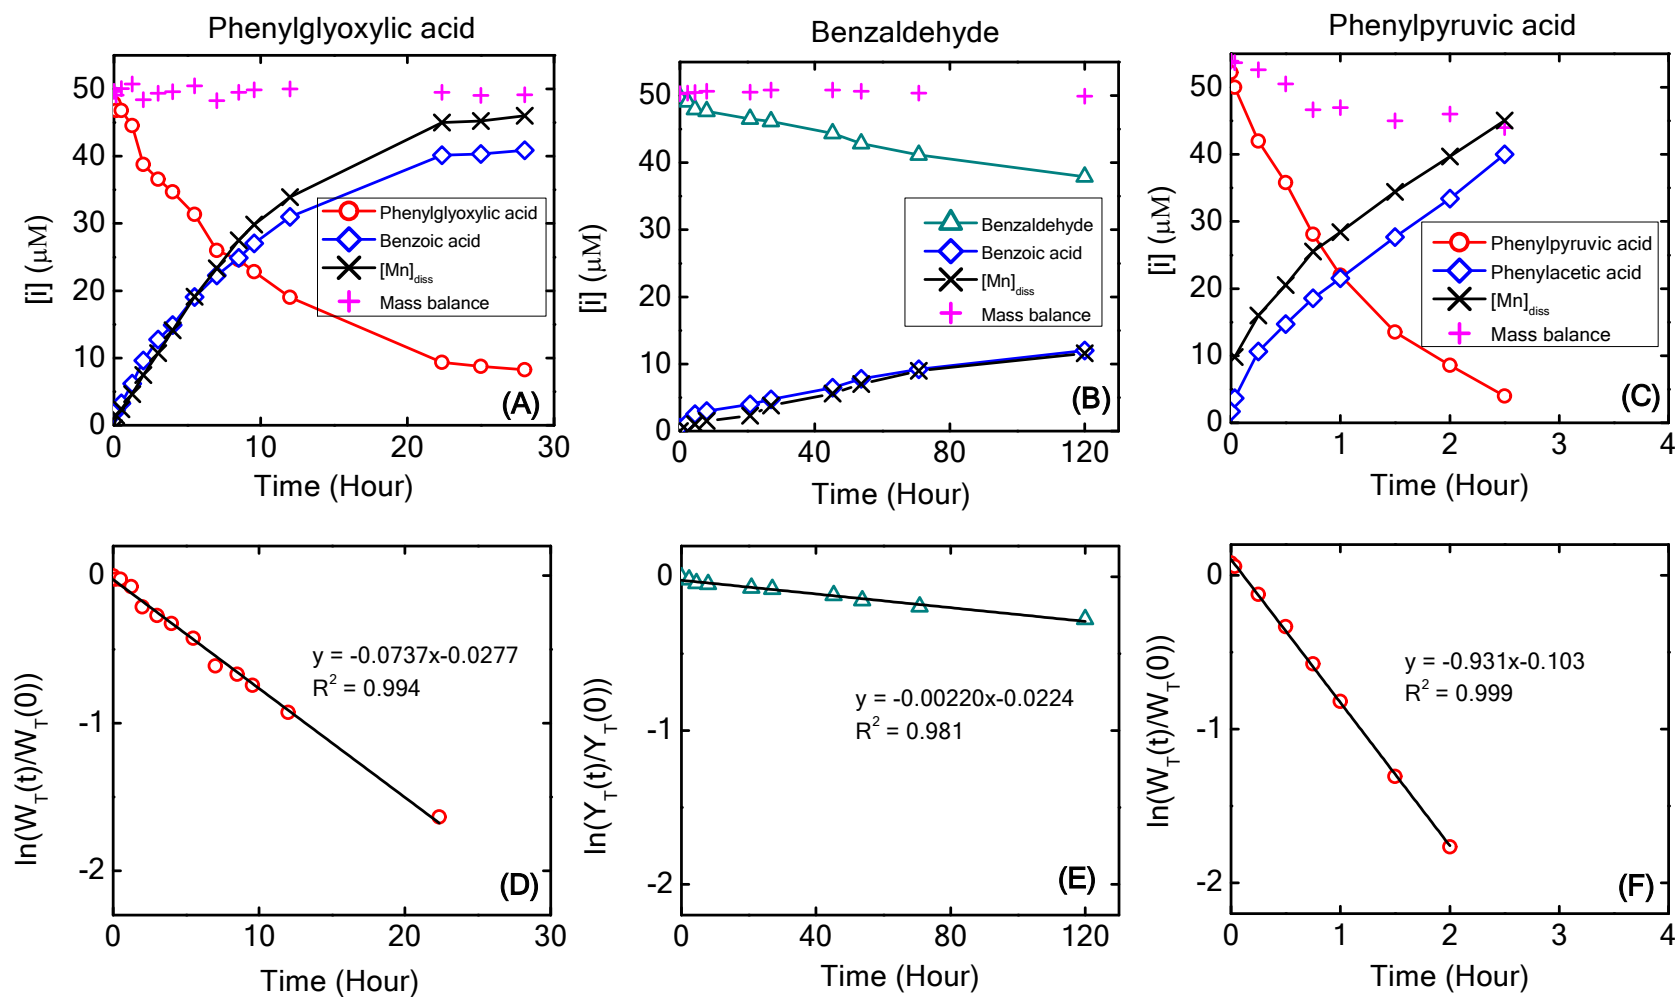 Phenylglyoxylic acid
Benzaldehyde
Phenylpyruvic acid
[i] (μM)
50
40
30
20
10
0
Phenylglyoxylic acid
Benzoic acid
[Mn]diss
Mass balance
(A)
0 10 20 30
Time (Hour)
[i] (μM)
50
40
30
20
10
0
Benzaldehyde
Benzoic acid
[Mn]diss
Mass balance
(B)
0 40 80 120
Time (Hour)
[i] (μM)
50
40
30
20
10
0
Phenylpyruvic acid
Phenylacetic acid
[Mn]diss
Mass balance
(C)
0 1 2 3 4
Time (Hour)
ln(W_T(t)/W_T(0))
0
-1
-2
y = -0.0737x-0.0277
R² = 0.994
(D)
0 10 20 30
Time (Hour)
ln(Y_T(t)/Y_T(0))
0
-1
-2
y = -0.00220x-0.0224
R² = 0.981
(E)
0 40 80 120
Time (Hour)
ln(W_T(t)/W_T(0))
0
-1
-2
y = -0.931x-0.103
R² = 0.999
(F)
0 1 2 3 4
Time (Hour)